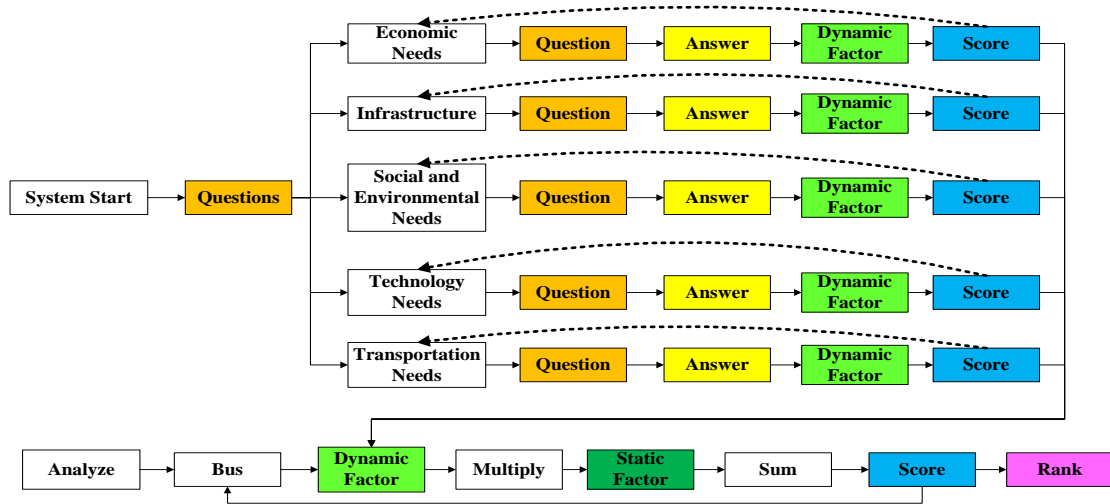 Economic
Needs
Question
Answer
Dynamic
Factor
Score
Infrastructure
Question
Answer
Dynamic
Factor
Score
System Start
Questions
Social and
Environmental
Needs
Question
Answer
Dynamic
Factor
Score
Technology
Needs
Question
Answer
Dynamic
Factor
Score
Transportation
Needs
Question
Answer
Dynamic
Factor
Score
Analyze
Bus
Dynamic
Factor
Multiply
Static
Factor
Sum
Score
Rank